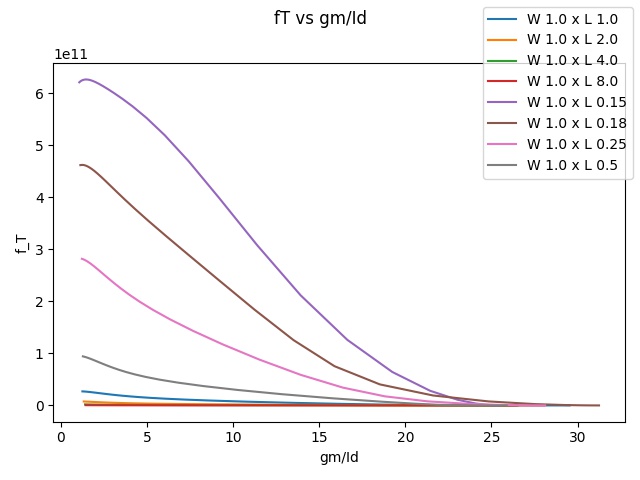 fT vs gm/Id
1e11
W 1.0 x L 1.0
W 1.0 x L 2.0
W 1.0 x L 4.0
W 1.0 x L 8.0
W 1.0 x L 0.15
W 1.0 x L 0.18
W 1.0 x L 0.25
W 1.0 x L 0.5
6
5
4
3
2
1
0
f_T
0 5 10 15 20 25 30
gm/Id